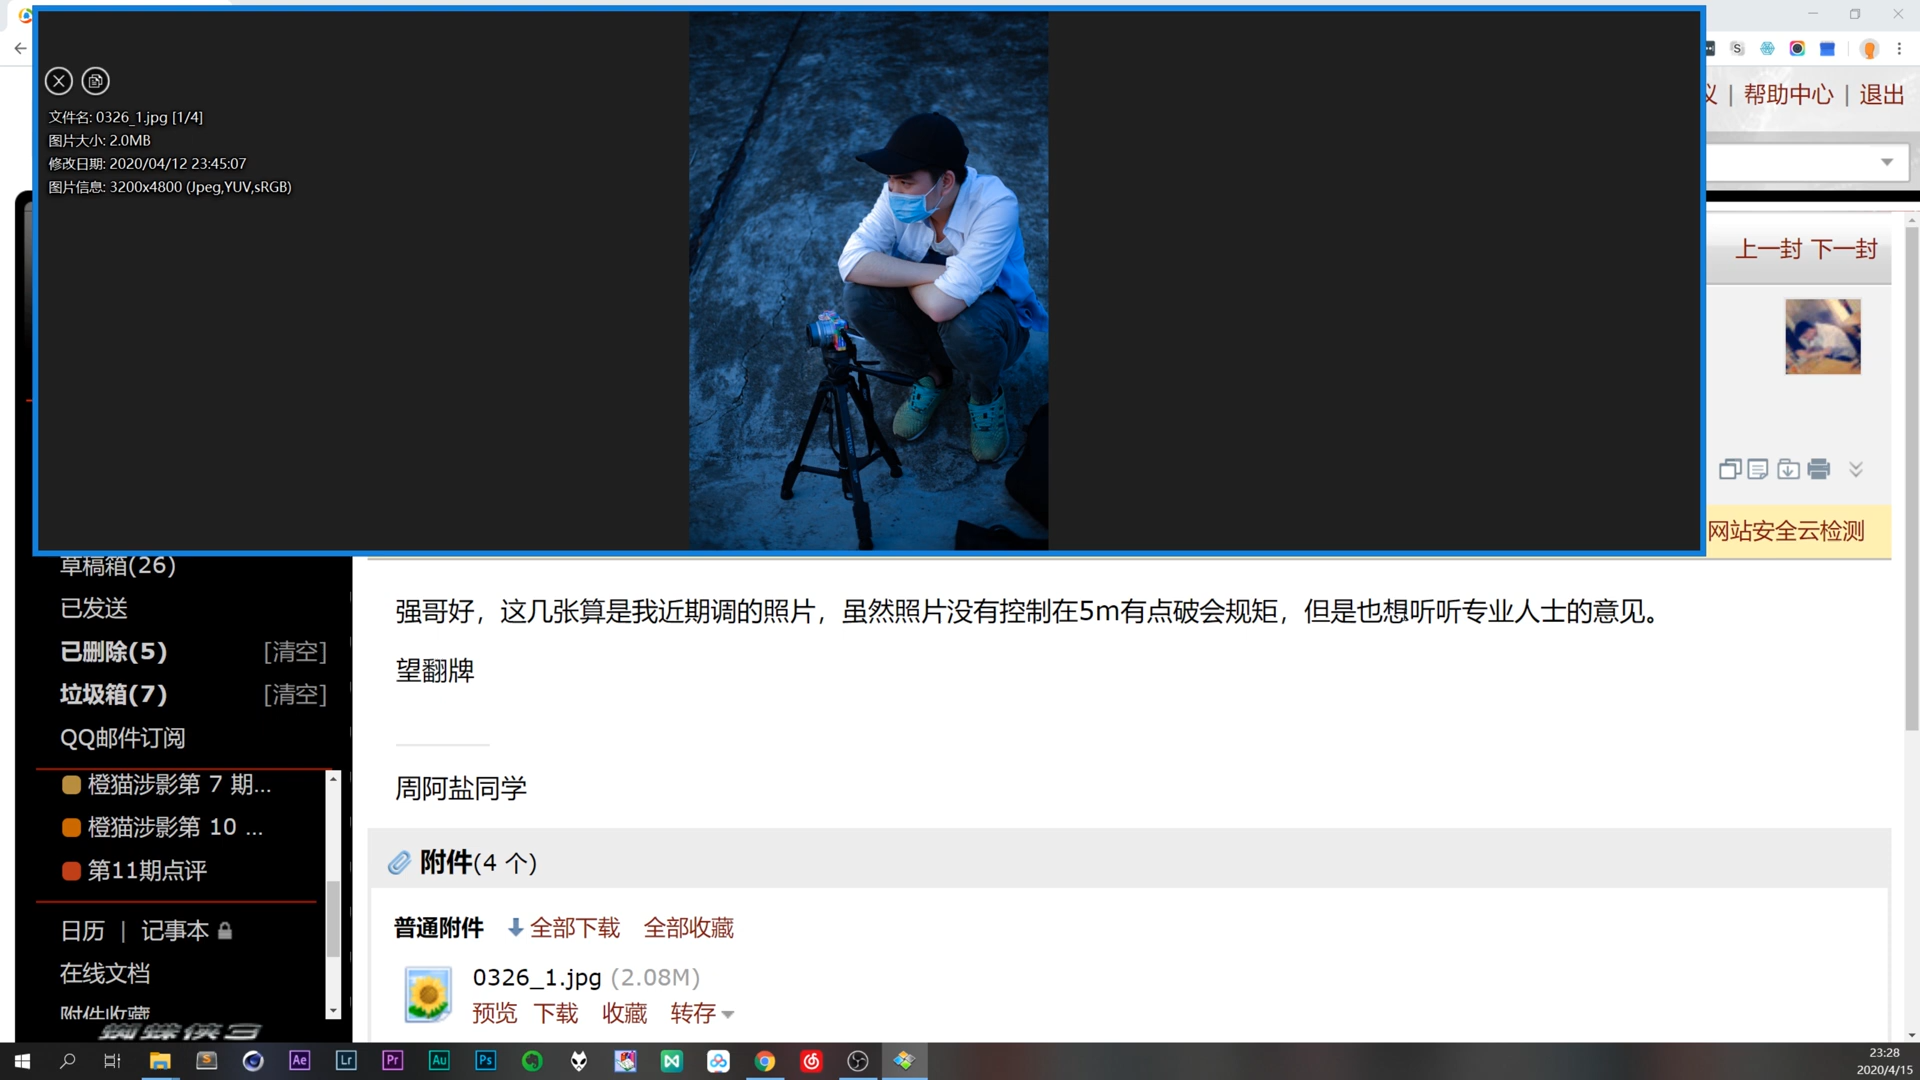 文件名: 0326_1.jpg [1/4]
图片大小: 2.0MB
修改日期: 2020/04/12 23:45:07
图片信息: 3200x4800 (Jpeg,YUV,sRGB)
| 帮助中心 | 退出
上一封 下一封
网站安全云检测
草稿箱(26)
已发送
已删除(5) [清空]
垃圾箱(7) [清空]
QQ邮件订阅
橙猫涉影第 7 期...
橙猫涉影第 10 ...
第11期点评
日历 | 记事本
在线文档
附件收藏
蜘蛛侠3
强哥好，这几张算是我近期调的照片，虽然照片没有控制在5m有点破会规矩，但是也想听听专业人士的意见。
望翻牌
周阿盐同学
附件(4 个)
普通附件 全部下载 全部收藏
0326_1.jpg (2.08M)
预览 下载 收藏 转存
S
Ae Lr Pr Au Ps
23:28
2020/4/15